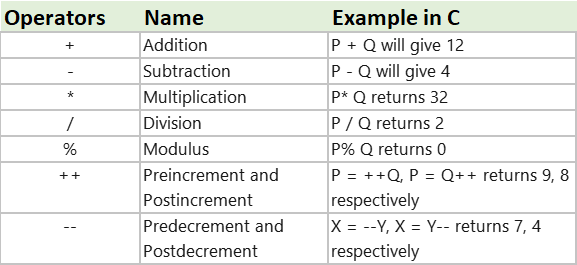 Operators Name Example in C
+ Addition P + Q will give 12
- Subtraction P - Q will give 4
* Multiplication P* Q returns 32
/ Division P / Q returns 2
% Modulus P% Q returns 0
++ Preincrement and P = ++Q, P = Q++ returns 9, 8
Postincrement respectively
-- Predecrement and X = --Y, X = Y-- returns 7, 4
Postdecrement respectively